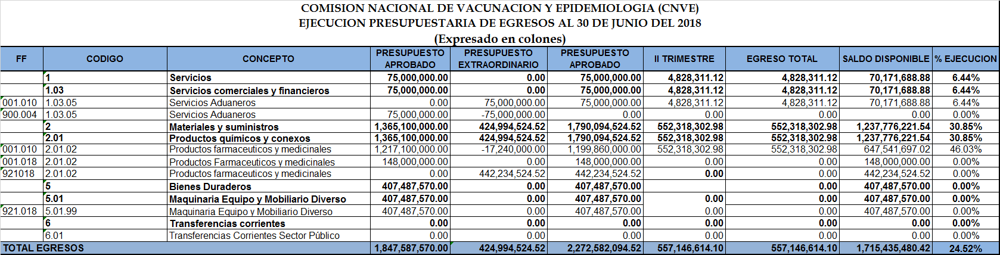 COMISION NACIONAL DE VACUNACION Y EPIDEMIOLOGIA (CNVE)
EJECUCION PRESUPUESTARIA DE EGRESOS AL 30 DE JUNIO DEL 2018
(Expresado en colones)
FF CODIGO CONCEPTO PRESUPUESTO APROBADO PRESUPUESTO EXTRAORDINARIO PRESUPUESTO APROBADO II TRIMESTRE EGRESO TOTAL SALDO DISPONIBLE % EJECUCION
1 Servicios 75,000,000.00 0.00 75,000,000.00 4,828,311.12 4,828,311.12 70,171,688.88 6.44%
1.03 Servicios comerciales y financieros 75,000,000.00 0.00 75,000,000.00 4,828,311.12 4,828,311.12 70,171,688.88 6.44%
001.010 1.03.05 Servicios Aduaneros 0.00 75,000,000.00 75,000,000.00 4,828,311.12 4,828,311.12 70,171,688.88 6.44%
900.004 1.03.05 Servicios Aduaneros 75,000,000.00 -75,000,000.00 0.00 0.00 0.00 0.00 0.00%
2 Materiales y suministros 1,365,100,000.00 424,994,524.52 1,790,094,524.52 552,318,302.98 552,318,302.98 1,237,776,221.54 30.85%
2.01 Productos químicos y conexos 1,365,100,000.00 424,994,524.52 1,790,094,524.52 552,318,302.98 552,318,302.98 1,237,776,221.54 30.85%
001.010 2.01.02 Productos farmaceuticos y medicinales 1,217,100,000.00 -17,240,000.00 1,199,860,000.00 552,318,302.98 552,318,302.98 647,541,697.02 46.03%
001.018 2.01.02 Productos Farmaceuticos y medicinales 148,000,000.00 0.00 148,000,000.00 0.00 0.00 148,000,000.00 0.00%
921018 2.01.02 Productos farmaceuticos y medicinales 0.00 442,234,524.52 442,234,524.52 0.00 0.00 442,234,524.52 0.00%
5 Bienes Duraderos 407,487,570.00 0.00 407,487,570.00 0.00 407,487,570.00 0.00%
5.01 Maquinaria Equipo y Mobiliario Diverso 407,487,570.00 0.00 407,487,570.00 0.00 0.00 407,487,570.00 0.00%
921.018 5.01.99 Maquinaria Equipo y Mobiliario Diverso 407,487,570.00 0.00 407,487,570.00 0.00 0.00 407,487,570.00 0.00%
6 Transferencias corrientes 0.00 0.00 0.00 0.00 0.00 0.00 0.00%
6.01 Transferencias Corrientes Sector Público 0.00 0.00 0.00 0.00 0.00 0.00 0.00%
TOTAL EGRESOS 1,847,587,570.00 424,994,524.52 2,272,582,094.52 557,146,614.10 557,146,614.10 1,715,435,480.42 24.52%